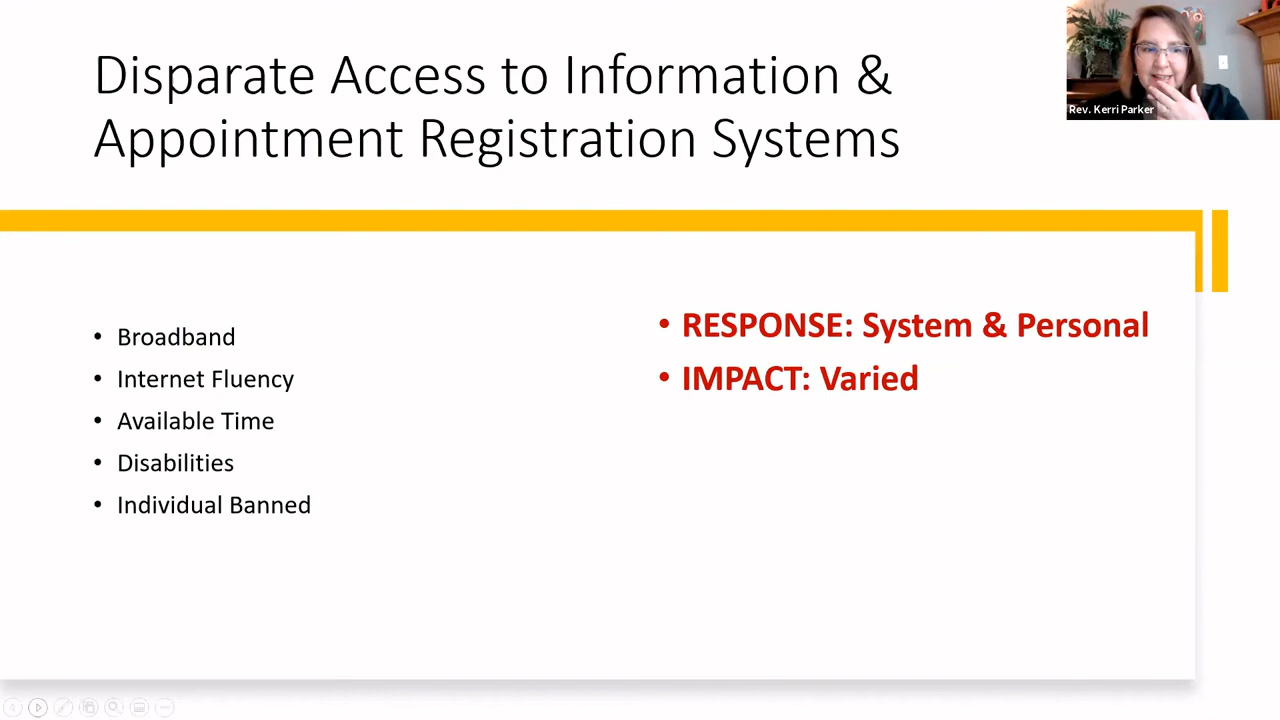 Disparate Access to Information &
Appointment Registration Systems
Rev. Kerri Parker
• Broadband
• Internet Fluency
• Available Time
• Disabilities
• Individual Banned
• RESPONSE: System & Personal
• IMPACT: Varied